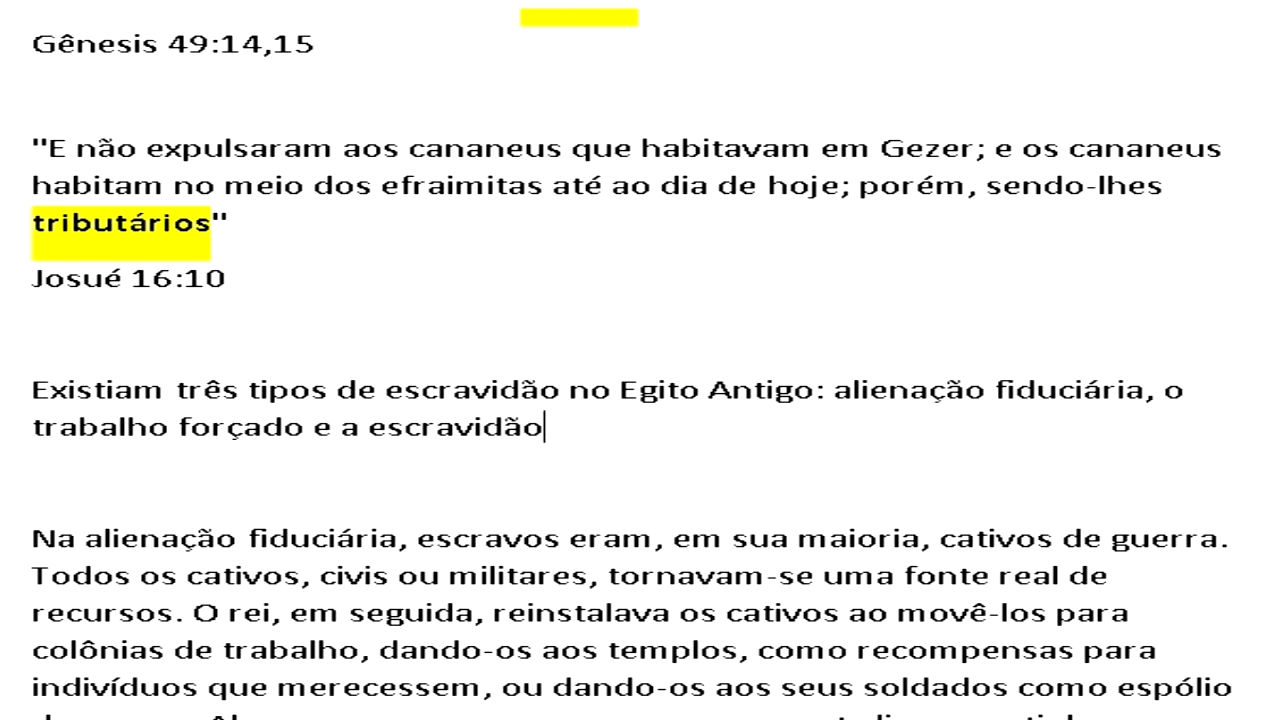 Gênesis 49:14,15
"E não expulsaram aos cananeus que habitavam em Gezer; e os cananeus
habitam no meio dos efraimitas até ao dia de hoje; porém, sendo-lhes
tributários"
Josué 16:10
Existiam três tipos de escravidão no Egito Antigo: alienação fiduciária, o
trabalho forçado e a escravidão
Na alienação fiduciária, escravos eram, em sua maioria, cativos de guerra.
Todos os cativos, civis ou militares, tornavam-se uma fonte real de
recursos. O rei, em seguida, reinstalava os cativos ao movê-los para
colônias de trabalho, dando-os aos templos, como recompensas para
indivíduos que merecessem, ou dando-os aos seus soldados como espólio